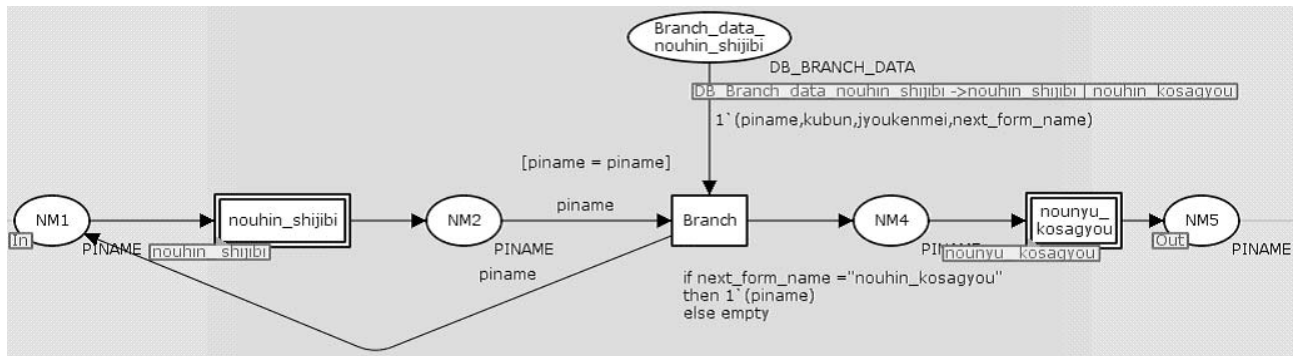 Branch_data_
nouhin_shijibi
DB_BRANCH_DATA
DB_Branch_data_nouhin_shijibi ->nouhin_shijibi | nouhin_kosagyou
1`(piname,kubun,jyoukenmei,next_form_name)
[piname = piname]
NM1
In
PINAME
nouhin_shijibi
nouhin_shijibi
NM2
PINAME
piname
piname
Branch
NM4
PINAME
nounyu_
kosagyou
nounyu_kosagyou
NM5
Out
PINAME
if next_form_name ="nouhin_kosagyou"
then 1`(piname)
else empty